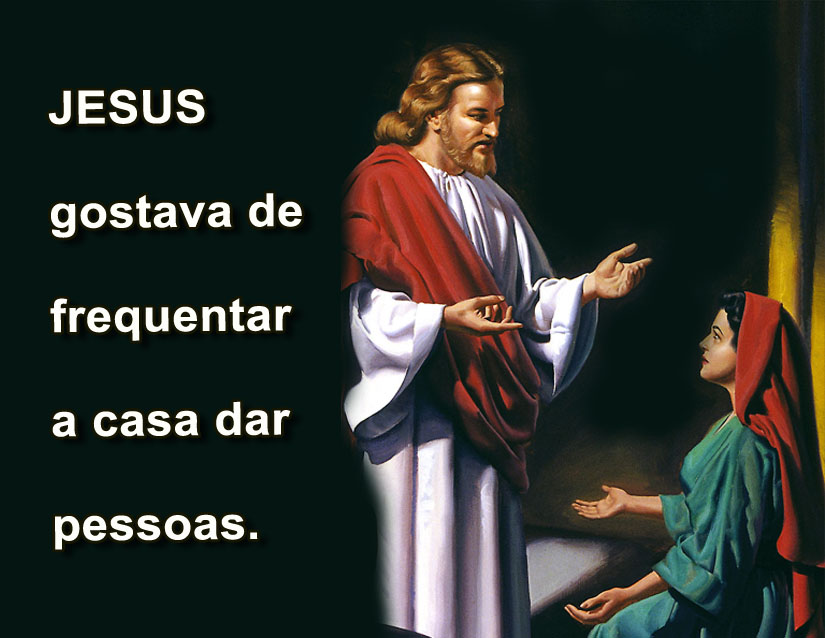 JESUS
gostava de
frequentar
a casa dar
pessoas.